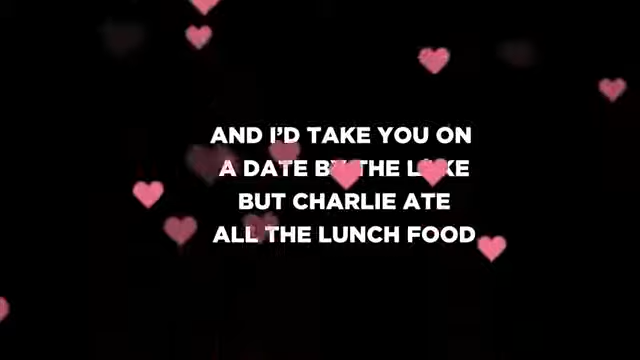 AND I'D TAKE YOU ON
A DATE BY THE LAKE
BUT CHARLIE ATE
ALL THE LUNCH FOOD